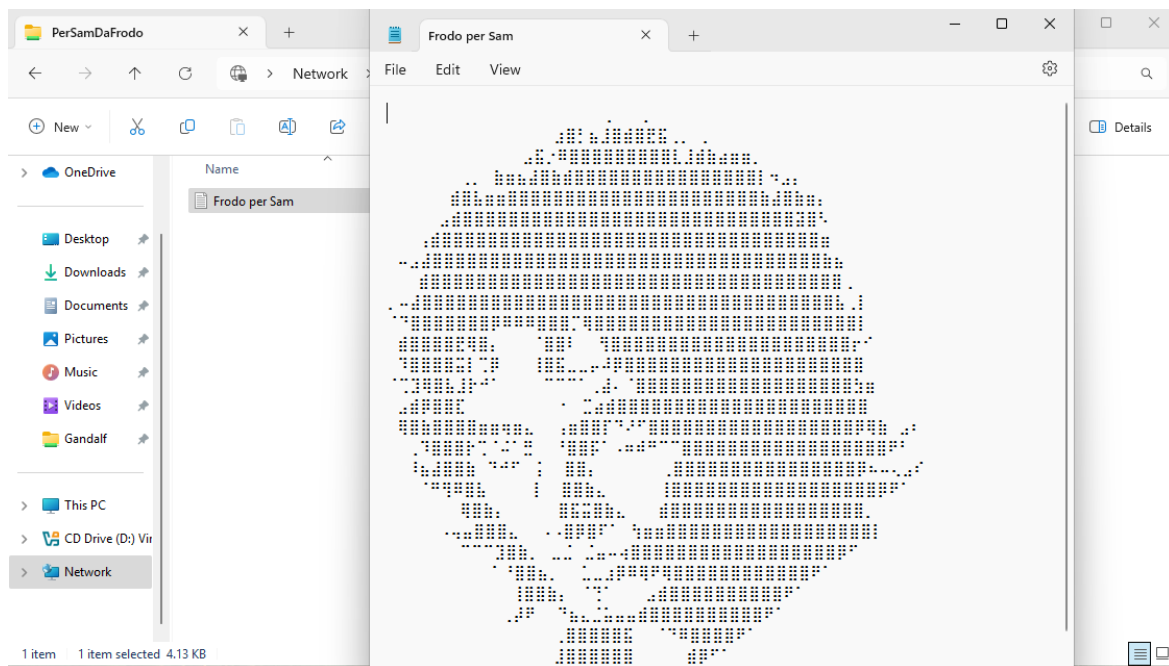 PerSamDaFrodo
Network
New
Details
OneDrive
Desktop
Downloads
Documents
Pictures
Music
Videos
Gandalf
This PC
CD Drive (D:) Vir
Network
Name
Frodo per Sam
1 item
1 item selected 4.13 KB
Frodo per Sam
File Edit View